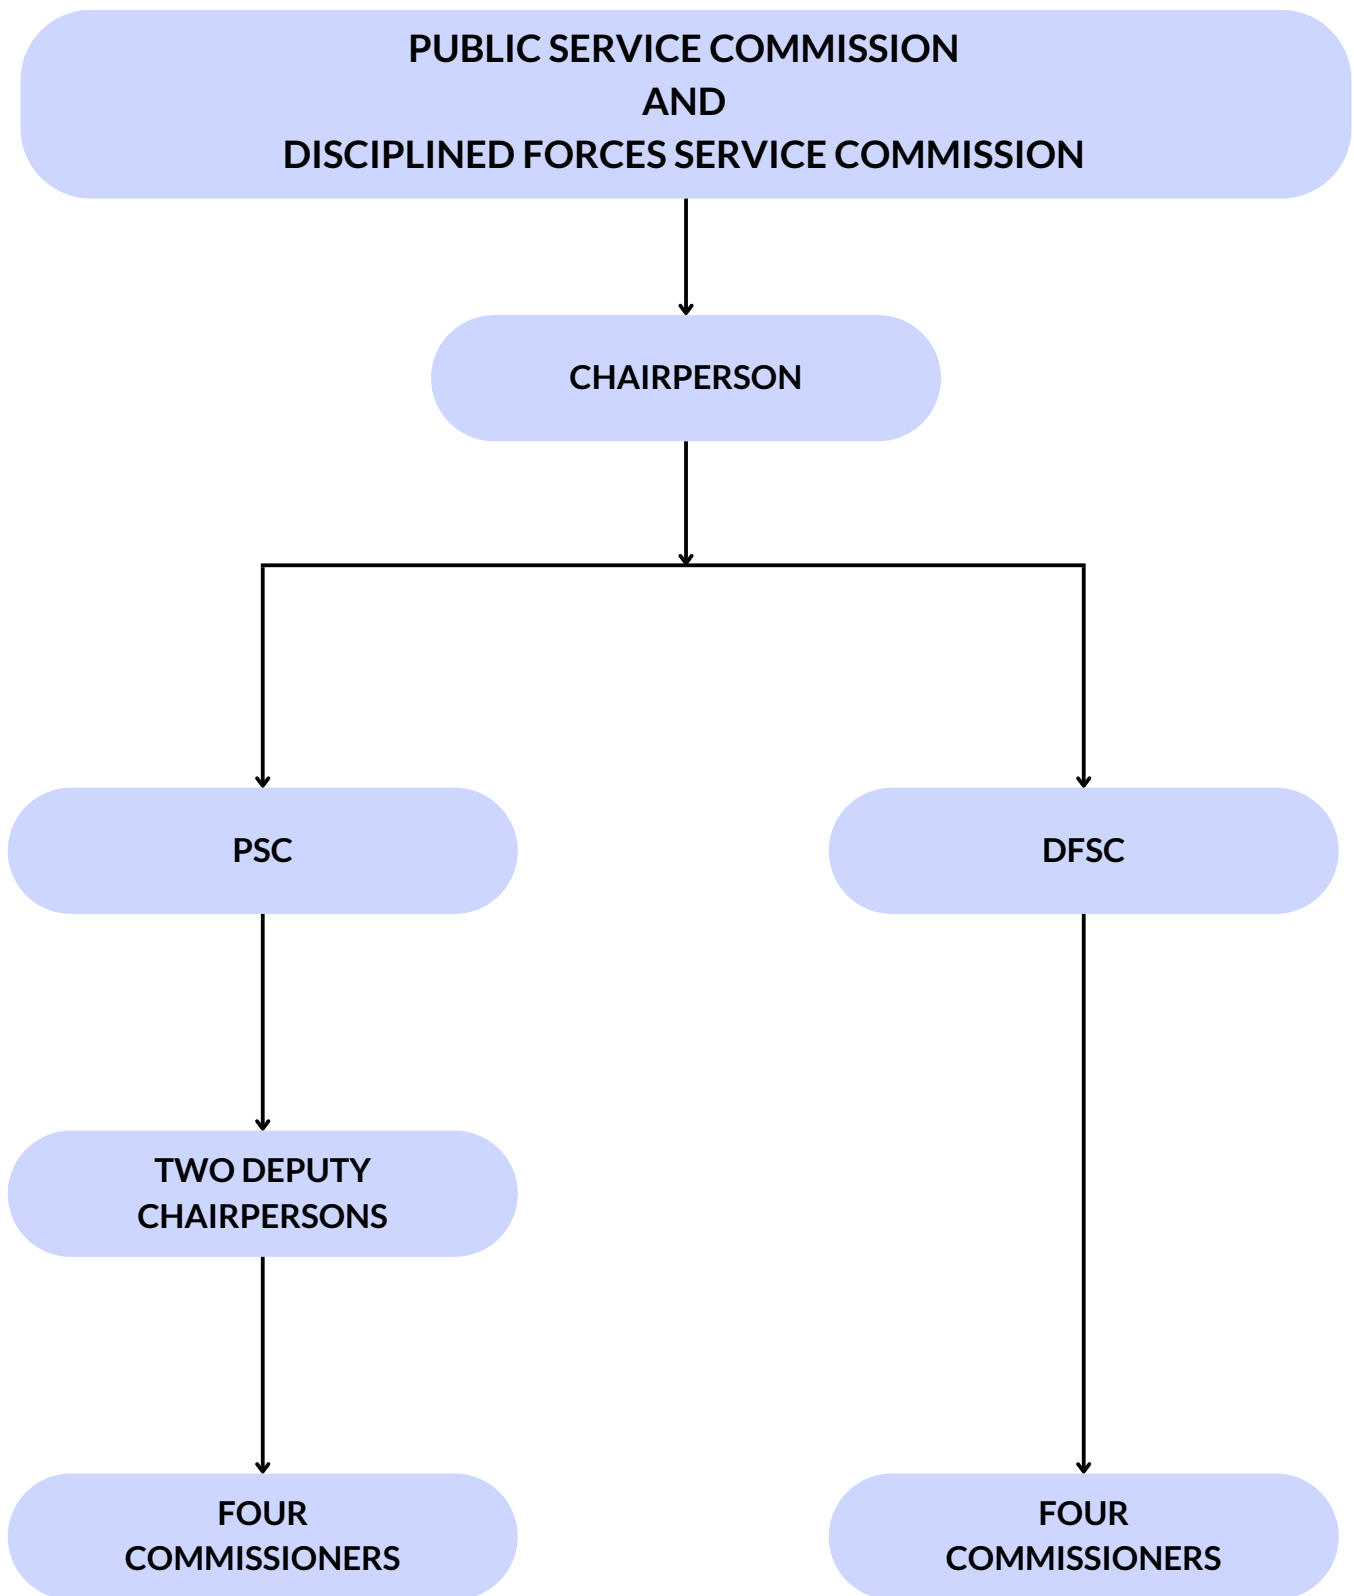 PUBLIC SERVICE COMMISSION
AND
DISCIPLINED FORCES SERVICE COMMISSION
CHAIRPERSON
PSC
DFSC
TWO DEPUTY
CHAIRPERSONS
FOUR
COMMISSIONERS
FOUR
COMMISSIONERS